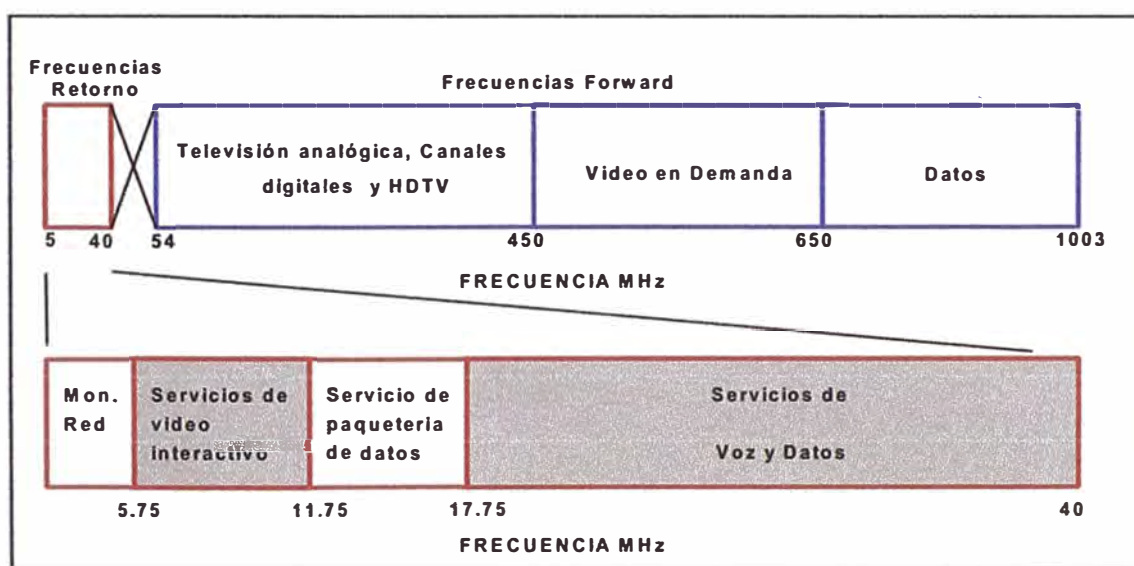 Frecuencias
Retorno
Frecuencias Forward
Televisión analógica, Canales
digitales y HDTV
Video en Demanda
Datos
5 40 54 450 650 1003
FRECUENCIA MHz
Mon.
Red
Servicios de
video
interactivo
Servicio de
paqueteria
de datos
Servicios de
Voz y Datos
5.75 11.75 17.75 40
FRECUENCIA MHz